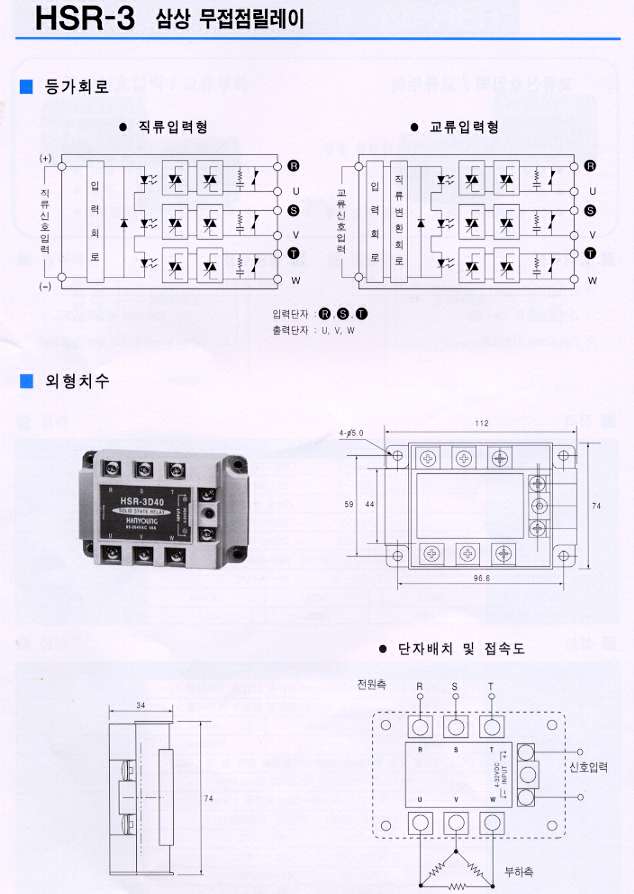 HSR-3 삼상 무접점릴레이
등가회로
● 직류입력형
● 교류입력형
(+)
직류신호입력
(-)
입력회로
R
U
S
V
T
W
교류신호입력
입력회로
직류변환회로
R
U
S
V
T
W
입력단자 : R, S, T
출력단자 : U, V, W
외형치수
R S T
HSR-3D40
SOLID STATE RELAY
HANYOUNG
INPUT
U V W
4-ø5.0
112
59
44
74
96.6
34
74
● 단자배치 및 접속도
전원측
R S T
R S T
+
4-32VDC
INPUT
-
신호입력
U V W
부하측